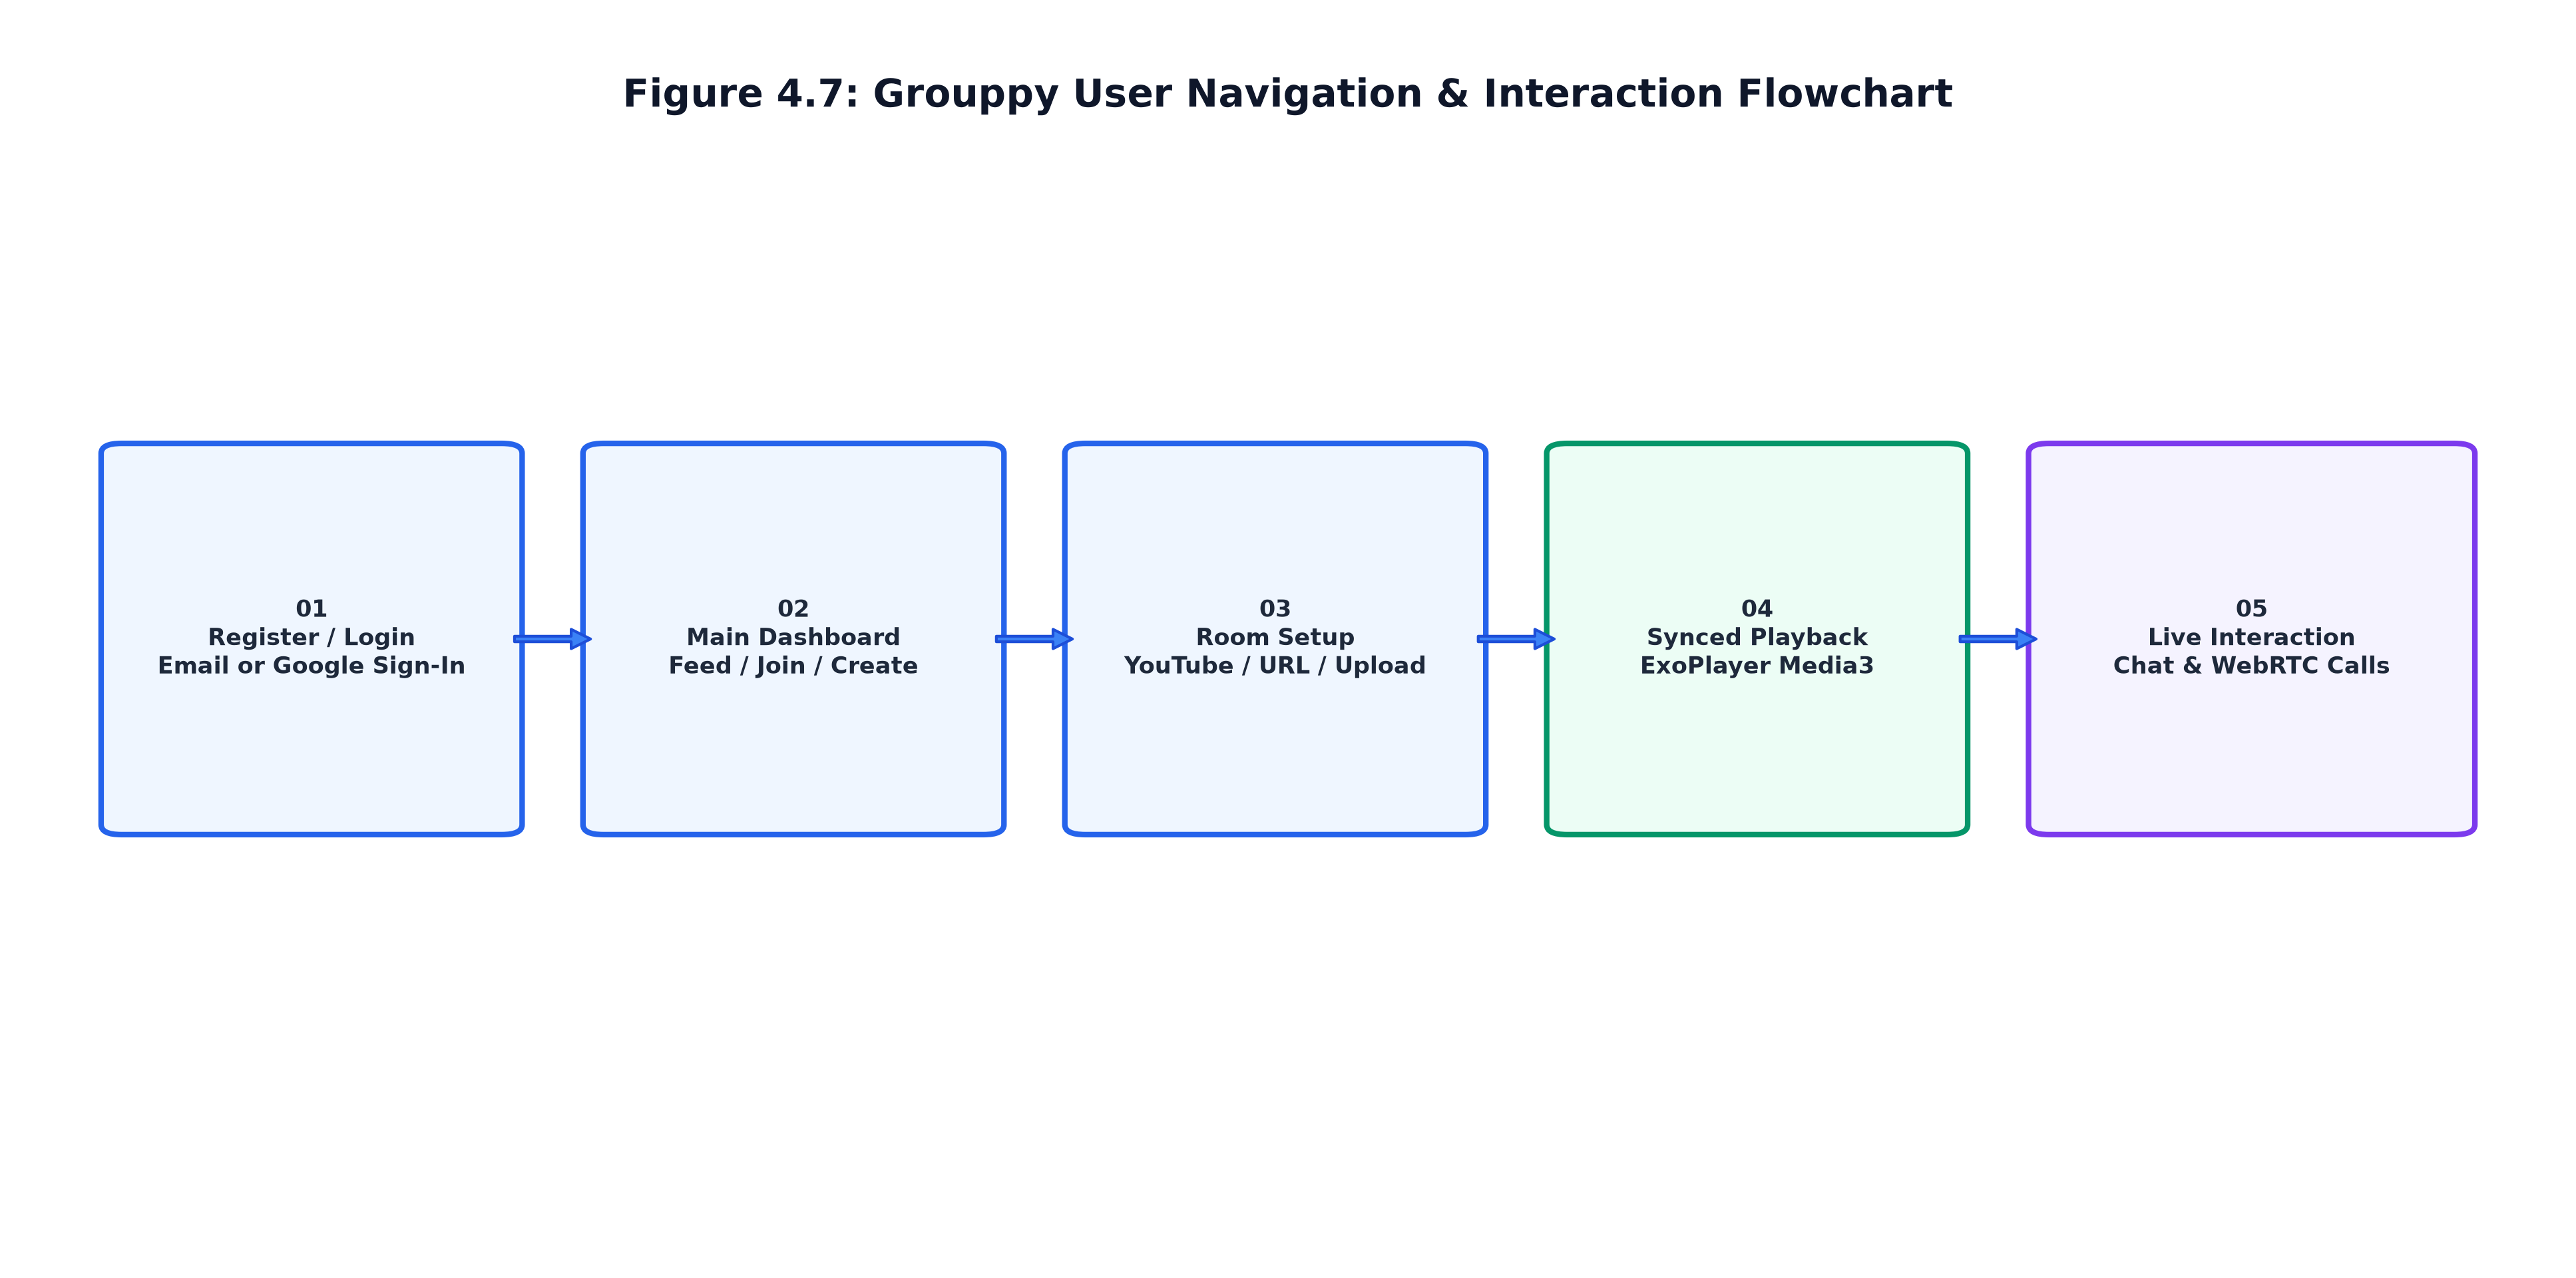 Figure 4.7: Grouppy User Navigation & Interaction Flowchart
01
Register / Login
Email or Google Sign-In
02
Main Dashboard
Feed / Join / Create
03
Room Setup
YouTube / URL / Upload
04
Synced Playback
ExoPlayer Media3
05
Live Interaction
Chat & WebRTC Calls